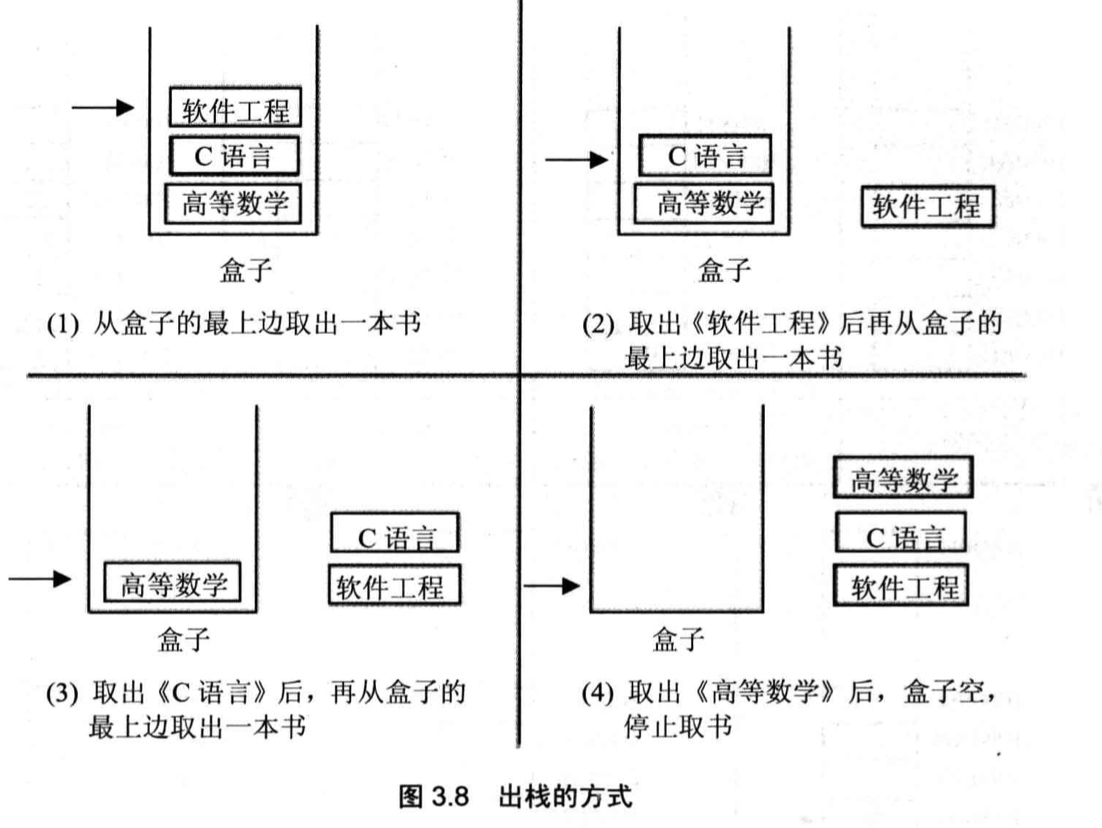 软件工程
C 语言
高等数学
盒子
(1) 从盒子的最上边取出一本书
C 语言
高等数学
软件工程
盒子
(2) 取出《软件工程》后再从盒子的
最上边取出一本书
高等数学
C 语言
软件工程
盒子
(3) 取出《C 语言》后，再从盒子的
最上边取出一本书
高等数学
C 语言
软件工程
盒子
(4) 取出《高等数学》后，盒子空，
停止取书
图 3.8 出栈的方式